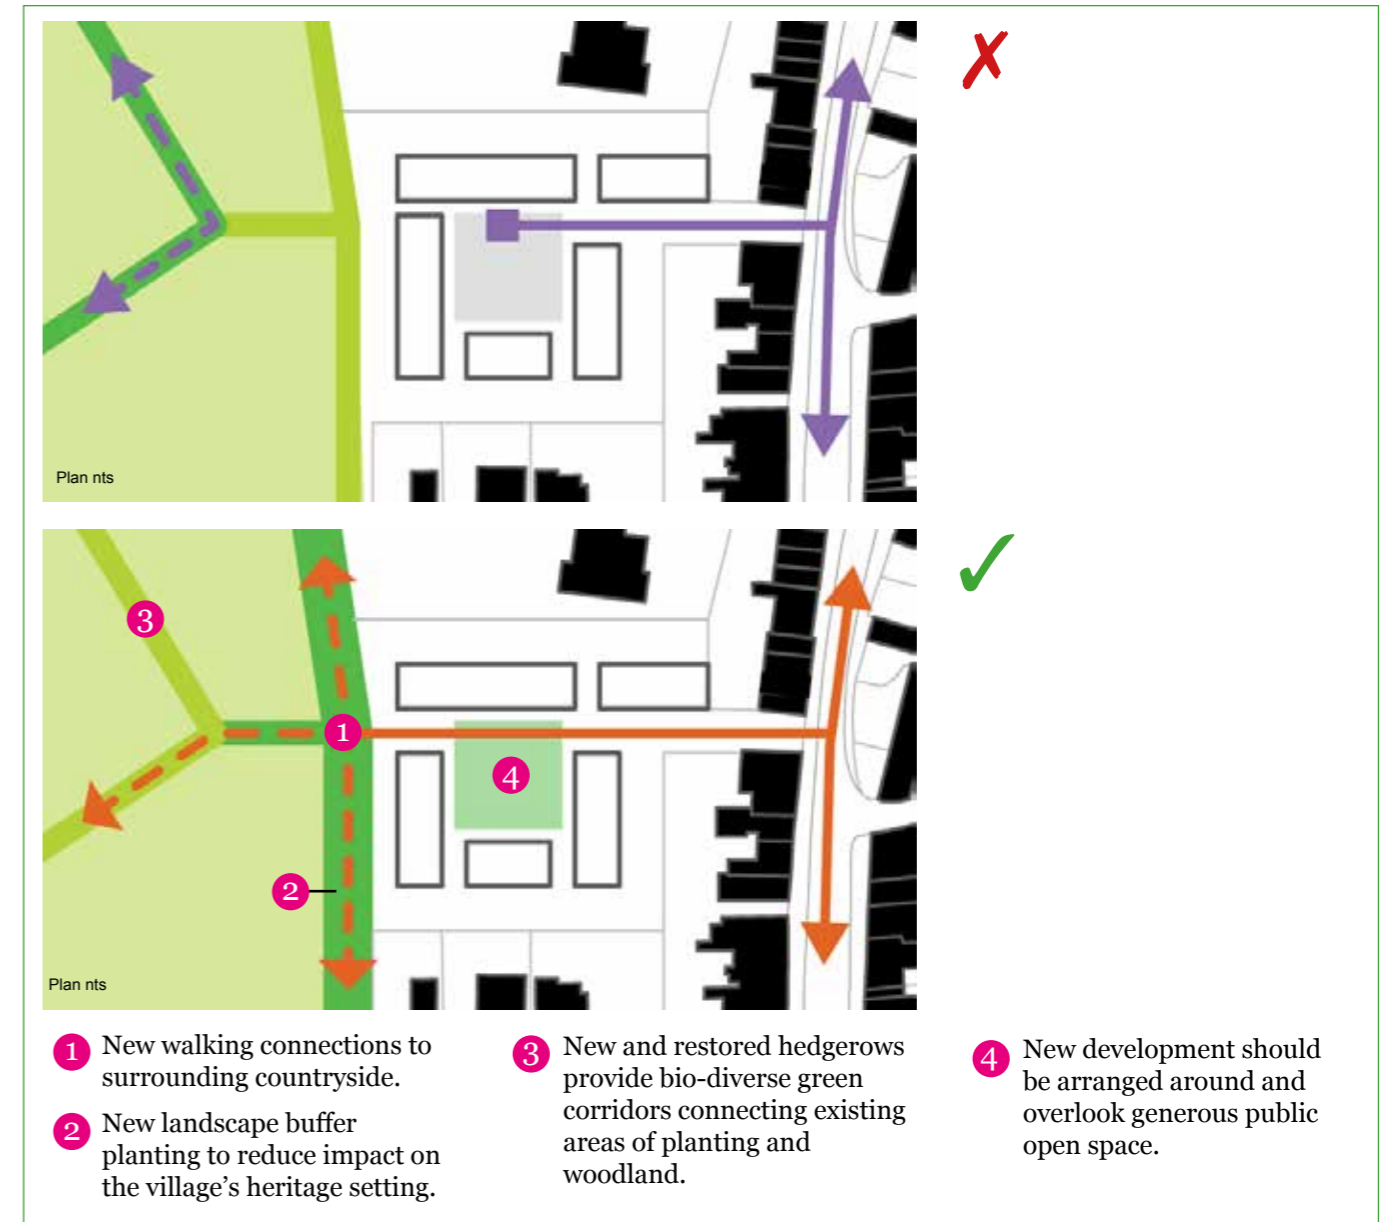 Plan nts
3
1
4
2
Plan nts
1 New walking connections to
surrounding countryside.
2 New landscape buffer
planting to reduce impact on
the village's heritage setting.
3 New and restored hedgerows
provide bio-diverse green
corridors connecting existing
areas of planting and
woodland.
4 New development should
be arranged around and
overlook generous public
open space.